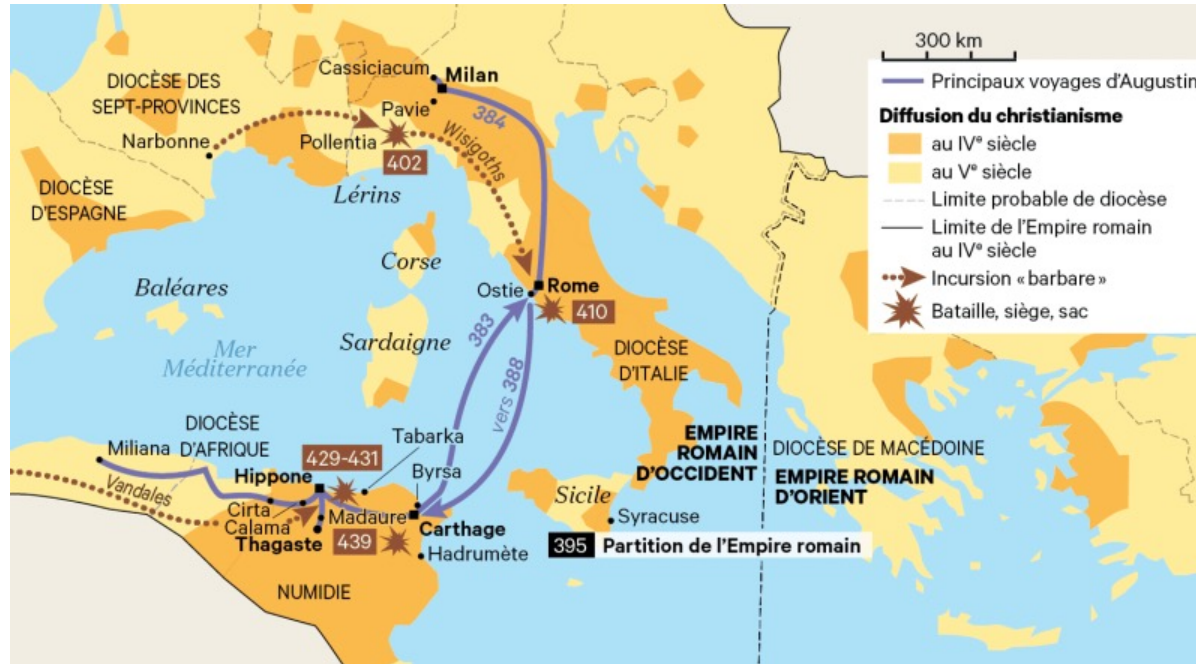 300 km
Principaux voyages d'Augustin
Diffusion du christianisme
au IVe siècle
au Ve siècle
Limite probable de diocèse
Limite de l'Empire romain
au IVe siècle
Incursion « barbare »
Bataille, siège, sac
Cassiciacum
Milan
DIOCÈSE DES
SEPT-PROVINCES
Pavie
384
Narbonne
Pollentia
402
Wisigoths
DIOCÈSE
D'ESPAGNE
Lérins
Corse
Baléares
Ostie
Rome
410
Mer
Méditerranée
Sardaigne
383
vers 388
DIOCÈSE
D'ITALIE
DIOCÈSE
D'AFRIQUE
Miliana
Tabarka
429-431
Hippone
Byrsa
EMPIRE
ROMAIN
D'OCCIDENT
DIOCÈSE DE MACÉDOINE
EMPIRE ROMAIN
D'ORIENT
Vandales
Cirta
Calama
Madaure
Carthage
Sicile
Syracuse
Thagaste
439
Hadrumète
395 Partition de l'Empire romain
NUMIDIE